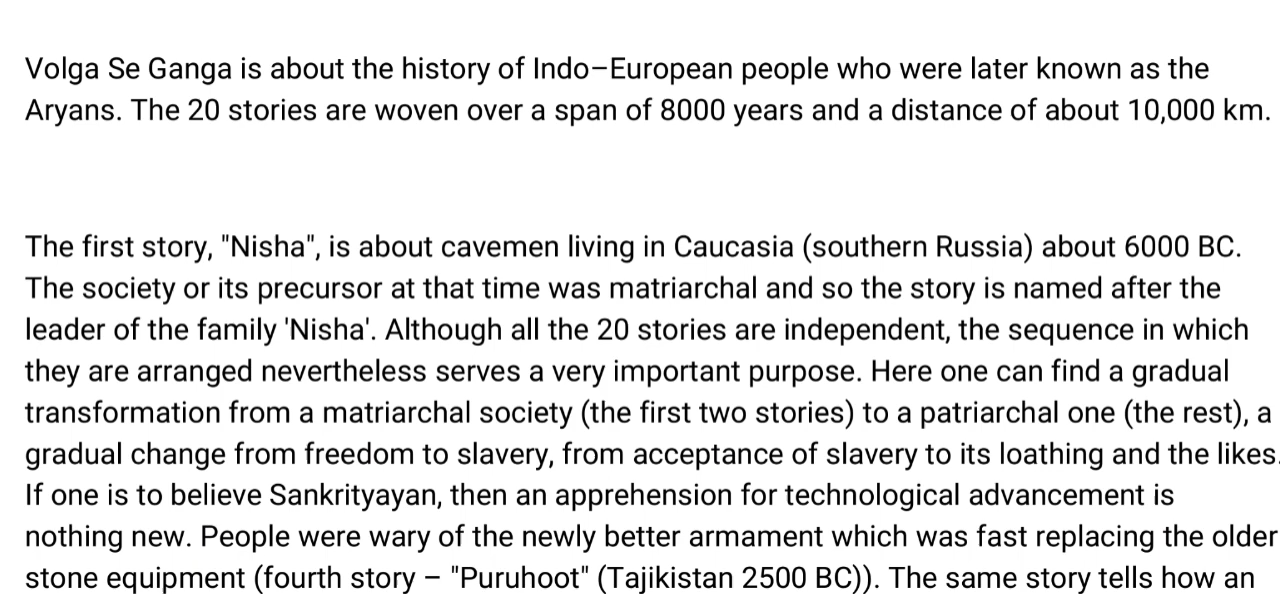 Volga Se Ganga is about the history of Indo–European people who were later known as the
Aryans. The 20 stories are woven over a span of 8000 years and a distance of about 10,000 km.
The first story, "Nisha", is about cavemen living in Caucasia (southern Russia) about 6000 BC.
The society or its precursor at that time was matriarchal and so the story is named after the
leader of the family 'Nisha'. Although all the 20 stories are independent, the sequence in which
they are arranged nevertheless serves a very important purpose. Here one can find a gradual
transformation from a matriarchal society (the first two stories) to a patriarchal one (the rest), a
gradual change from freedom to slavery, from acceptance of slavery to its loathing and the likes.
If one is to believe Sankrityayan, then an apprehension for technological advancement is
nothing new. People were wary of the newly better armament which was fast replacing the older
stone equipment (fourth story – "Puruhoot" (Tajikistan 2500 BC)). The same story tells how an